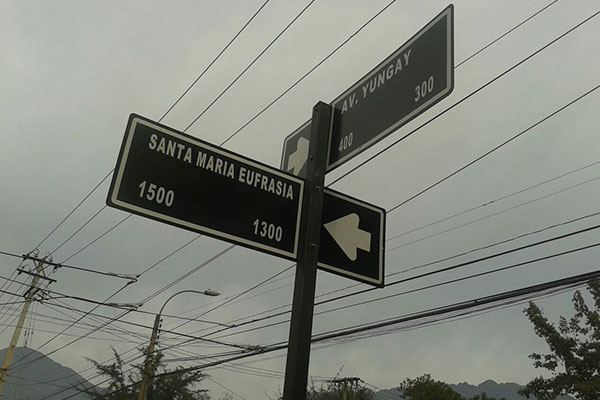 AV. YUNGAY
400 300
SANTA MARIA EUFRASIA
1500 1300